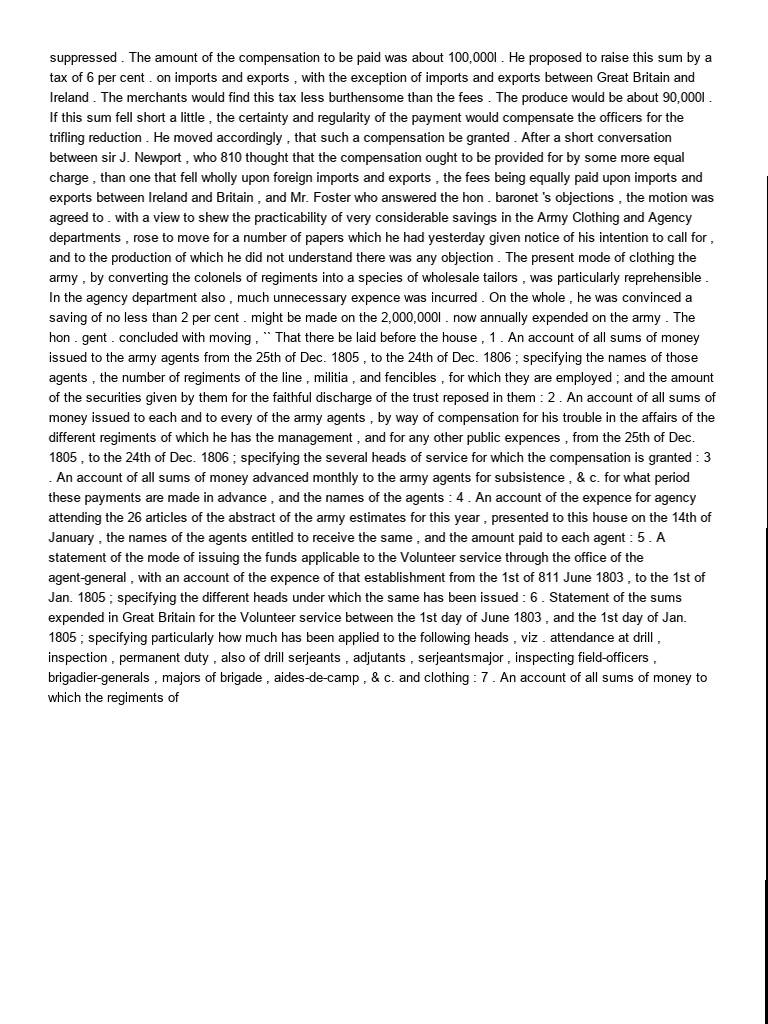 suppressed . The amount of the compensation to be paid was about 100,000l . He proposed to raise this sum by a
tax of 6 per cent . on imports and exports , with the exception of imports and exports between Great Britain and
Ireland . The merchants would find this tax less burthensome than the fees . The produce would be about 90,000l .
If this sum fell short a little , the certainty and regularity of the payment would compensate the officers for the
trifling reduction . He moved accordingly , that such a compensation be granted . After a short conversation
between sir J. Newport , who 810 thought that the compensation ought to be provided for by some more equal
charge , than one that fell wholly upon foreign imports and exports , the fees being equally paid upon imports and
exports between Ireland and Britain , and Mr. Foster who answered the hon . baronet 's objections , the motion was
agreed to . with a view to shew the practicability of very considerable savings in the Army Clothing and Agency
departments , rose to move for a number of papers which he had yesterday given notice of his intention to call for ,
and to the production of which he did not understand there was any objection . The present mode of clothing the
army , by converting the colonels of regiments into a species of wholesale tailors , was particularly reprehensible .
In the agency department also , much unnecessary expence was incurred . On the whole , he was convinced a
saving of no less than 2 per cent . might be made on the 2,000,000l . now annually expended on the army . The
hon . gent . concluded with moving , `` That there be laid before the house , 1 . An account of all sums of money
issued to the army agents from the 25th of Dec. 1805 , to the 24th of Dec. 1806 ; specifying the names of those
agents , the number of regiments of the line , militia , and fencibles , for which they are employed ; and the amount
of the securities given by them for the faithful discharge of the trust reposed in them : 2 . An account of all sums of
money issued to each and to every of the army agents , by way of compensation for his trouble in the affairs of the
different regiments of which he has the management , and for any other public expences , from the 25th of Dec.
1805 , to the 24th of Dec. 1806 ; specifying the several heads of service for which the compensation is granted : 3
. An account of all sums of money advanced monthly to the army agents for subsistence , & c. for what period
these payments are made in advance , and the names of the agents : 4 . An account of the expence for agency
attending the 26 articles of the abstract of the army estimates for this year , presented to this house on the 14th of
January , the names of the agents entitled to receive the same , and the amount paid to each agent : 5 . A
statement of the mode of issuing the funds applicable to the Volunteer service through the office of the
agent-general , with an account of the expence of that establishment from the 1st of 811 June 1803 , to the 1st of
Jan. 1805 ; specifying the different heads under which the same has been issued : 6 . Statement of the sums
expended in Great Britain for the Volunteer service between the 1st day of June 1803 , and the 1st day of Jan.
1805 ; specifying particularly how much has been applied to the following heads , viz . attendance at drill ,
inspection , permanent duty , also of drill serjeants , adjutants , serjeantsmajor , inspecting field-officers ,
brigadier-generals , majors of brigade , aides-de-camp , & c. and clothing : 7 . An account of all sums of money to
which the regiments of